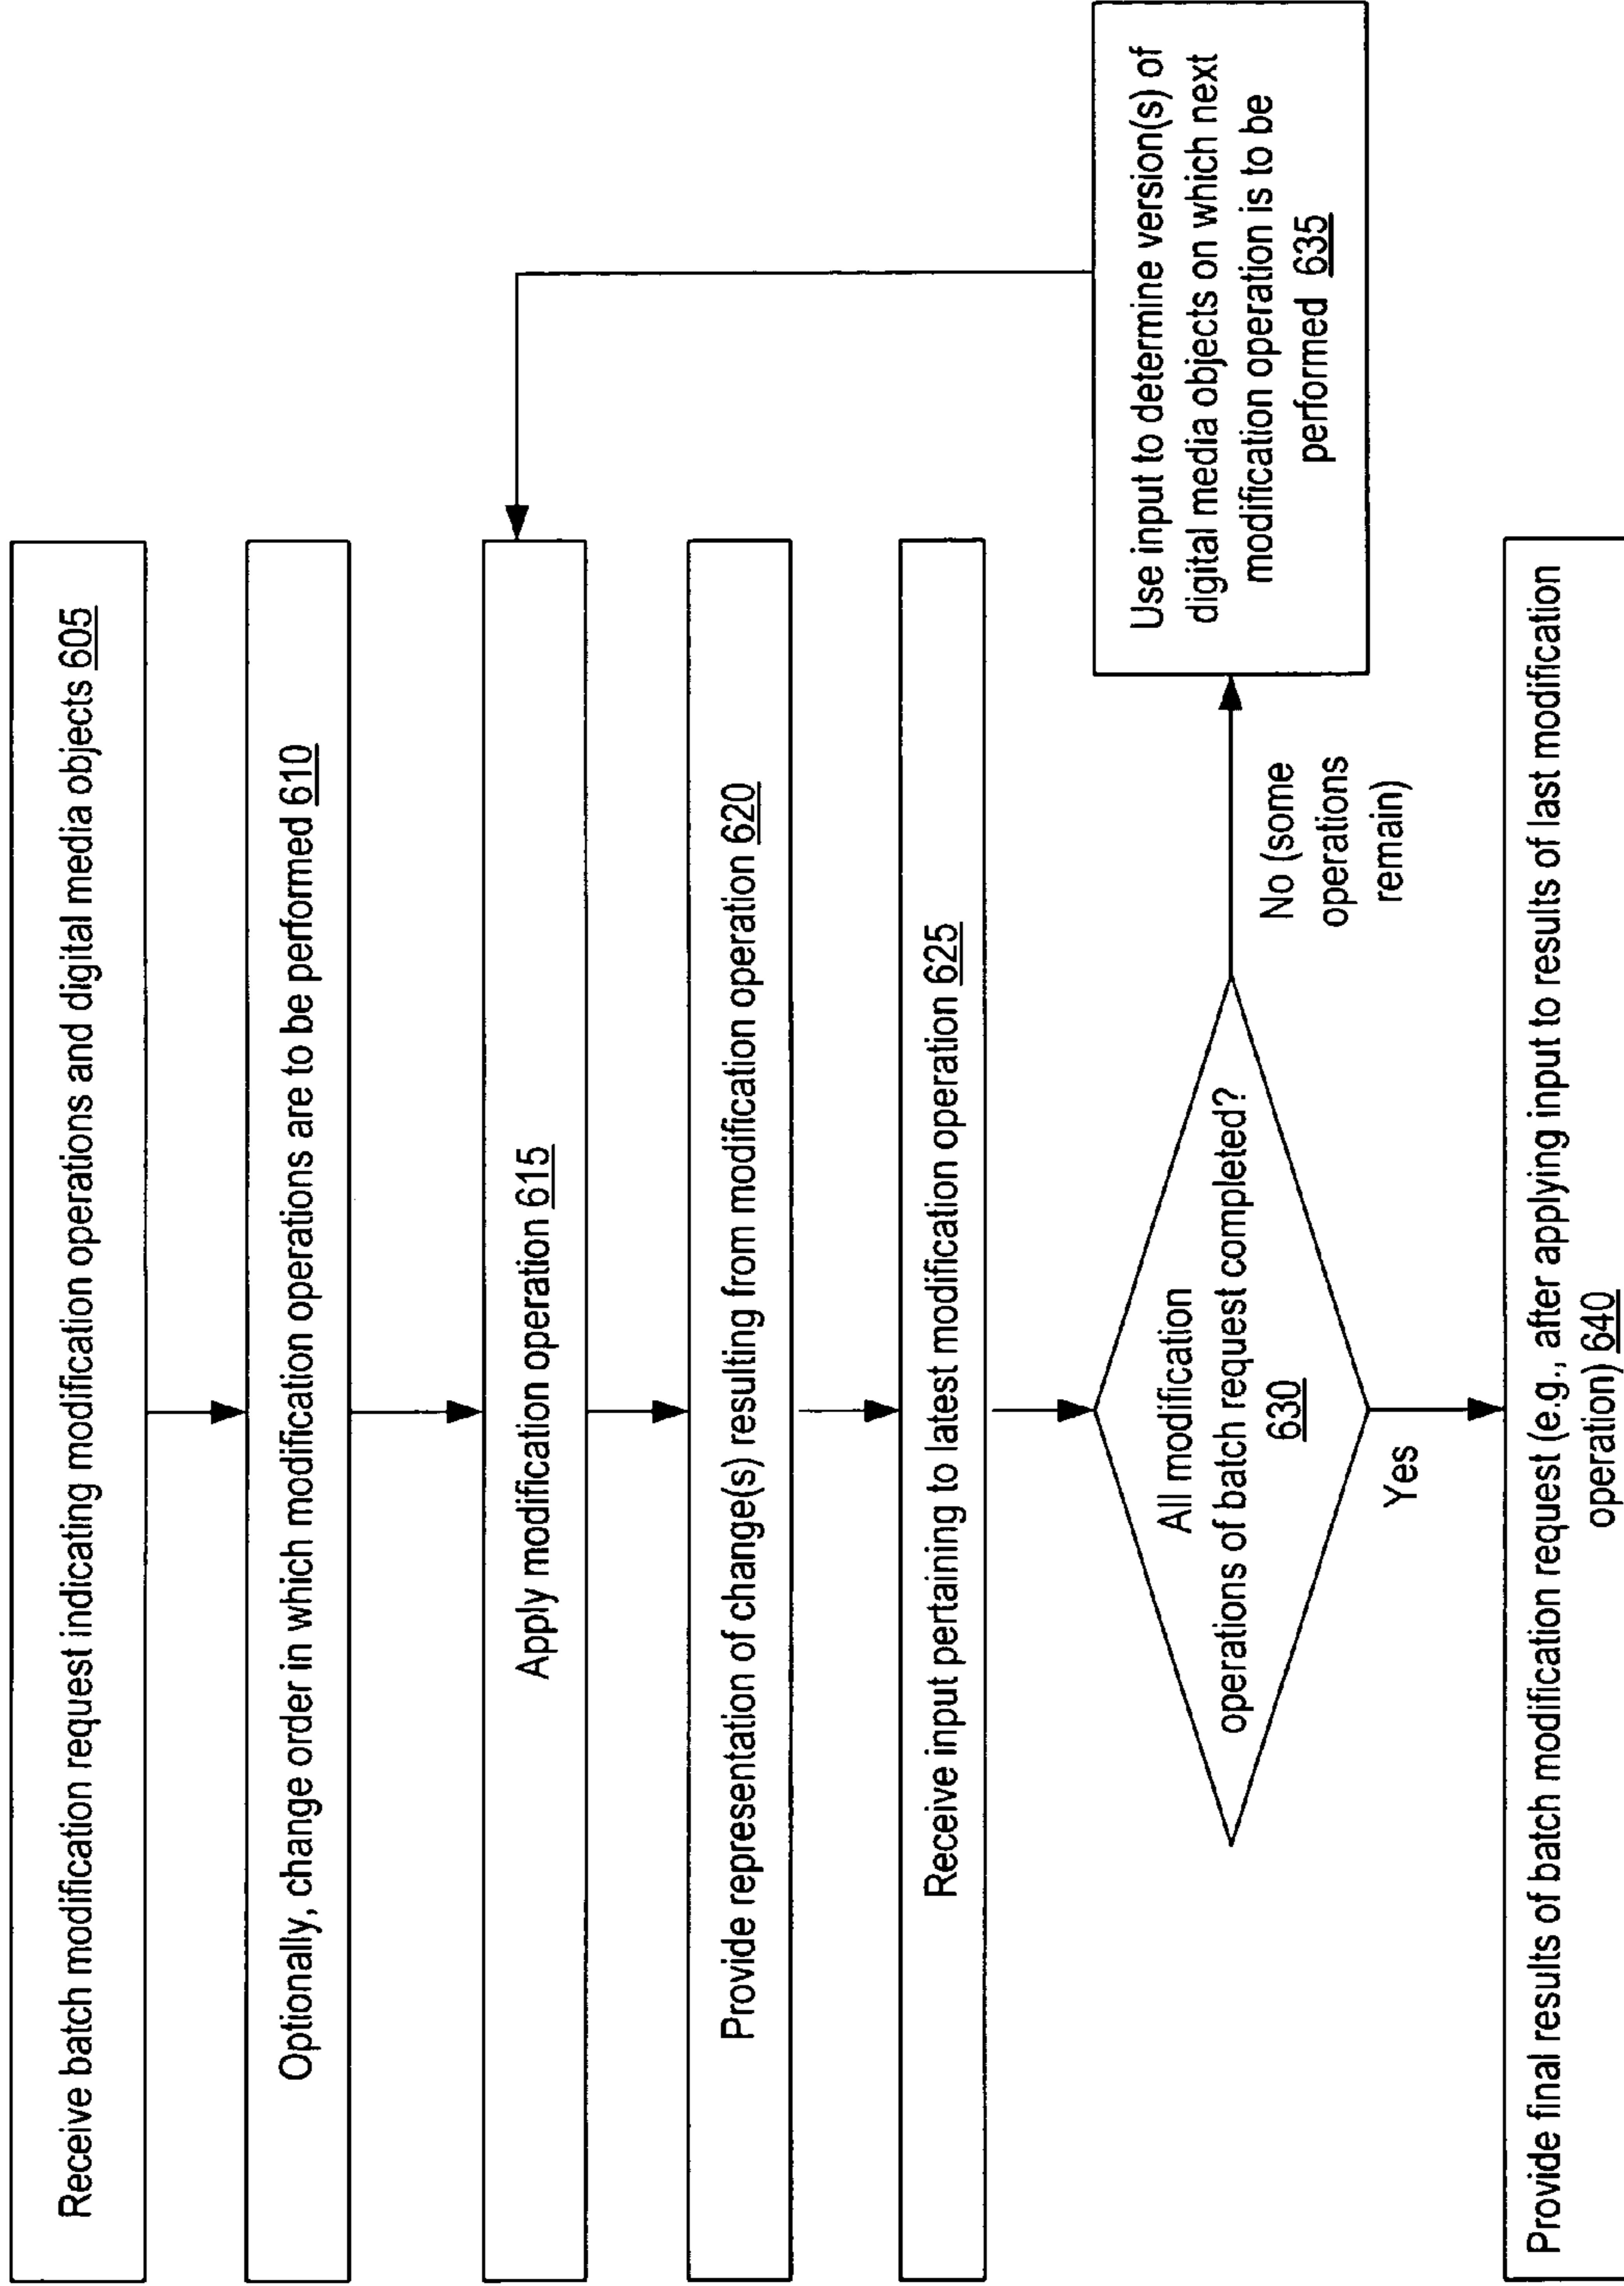 Receive batch modification request indicating modification operations and digital media objects 605
Optionally, change order in which modification operations are to be performed 610
Apply modification operation 615
Provide representation of change(s) resulting from modification operation 620
Receive input pertaining to latest modification operation 625
All modification
operations of batch request completed?
630
No (some
operations
remain)
Use input to determine version(s) of
digital media objects on which next
modification operation is to be
performed 635
Yes
Provide final results of batch modification request (e.g., after applying input to results of last modification
operation) 640